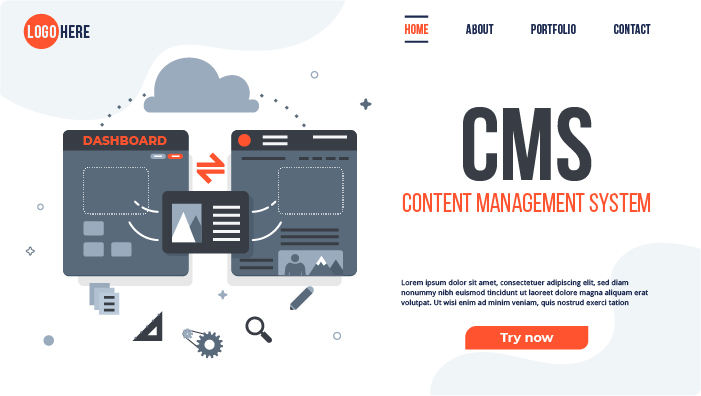 LOGO HERE
HOME ABOUT PORTFOLIO CONTACT
DASHBOARD
CMS
CONTENT MANAGEMENT SYSTEM
Lorem ipsum dolor sit amet, consectetuer adipiscing elit, sed diam
nonummy nibh euismod tincidunt ut laoreet dolore magna aliquam erat
volutpat. Ut wisi enim ad minim veniam, quis nostrud exerci tation
Try now